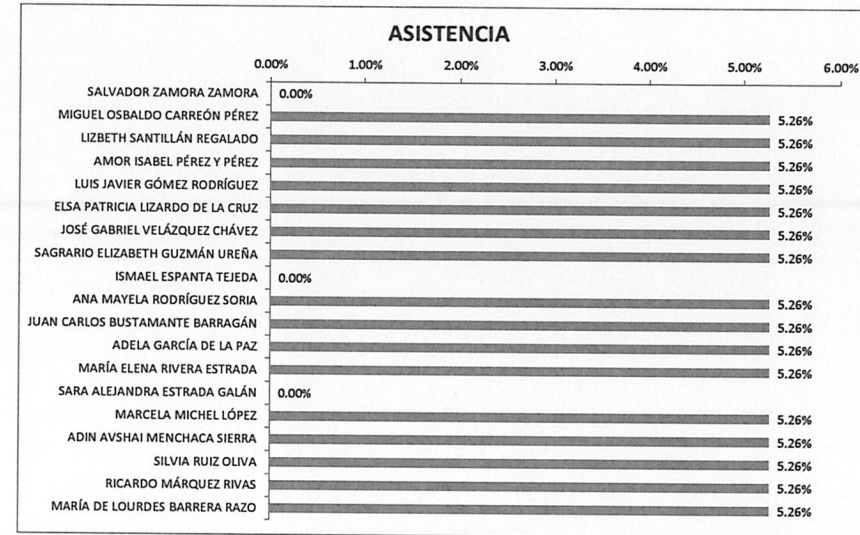 ASISTENCIA
0.00% 1.00% 2.00% 3.00% 4.00% 5.00% 6.00%
SALVADOR ZAMORA ZAMORA 0.00%
MIGUEL OSBALDO CARREÓN PÉREZ 5.26%
LIZBETH SANTILLÁN REGALADO 5.26%
AMOR ISABEL PÉREZ Y PÉREZ 5.26%
LUIS JAVIER GÓMEZ RODRÍGUEZ 5.26%
ELSA PATRICIA LIZARDO DE LA CRUZ 5.26%
JOSÉ GABRIEL VELÁZQUEZ CHÁVEZ 5.26%
SAGRARIO ELIZABETH GUZMÁN UREÑA 5.26%
ISMAEL ESPANTA TEJEDA 0.00%
ANA MAYELA RODRÍGUEZ SORIA 5.26%
JUAN CARLOS BUSTAMANTE BARRAGÁN 5.26%
ADELA GARCÍA DE LA PAZ 5.26%
MARÍA ELENA RIVERA ESTRADA 5.26%
SARA ALEJANDRA ESTRADA GALÁN 0.00%
MARCELA MICHEL LÓPEZ 5.26%
ADIN AVSHAI MENCHACA SIERRA 5.26%
SILVIA RUIZ OLIVA 5.26%
RICARDO MÁRQUEZ RIVAS 5.26%
MARÍA DE LOURDES BARRERA RAZO 5.26%